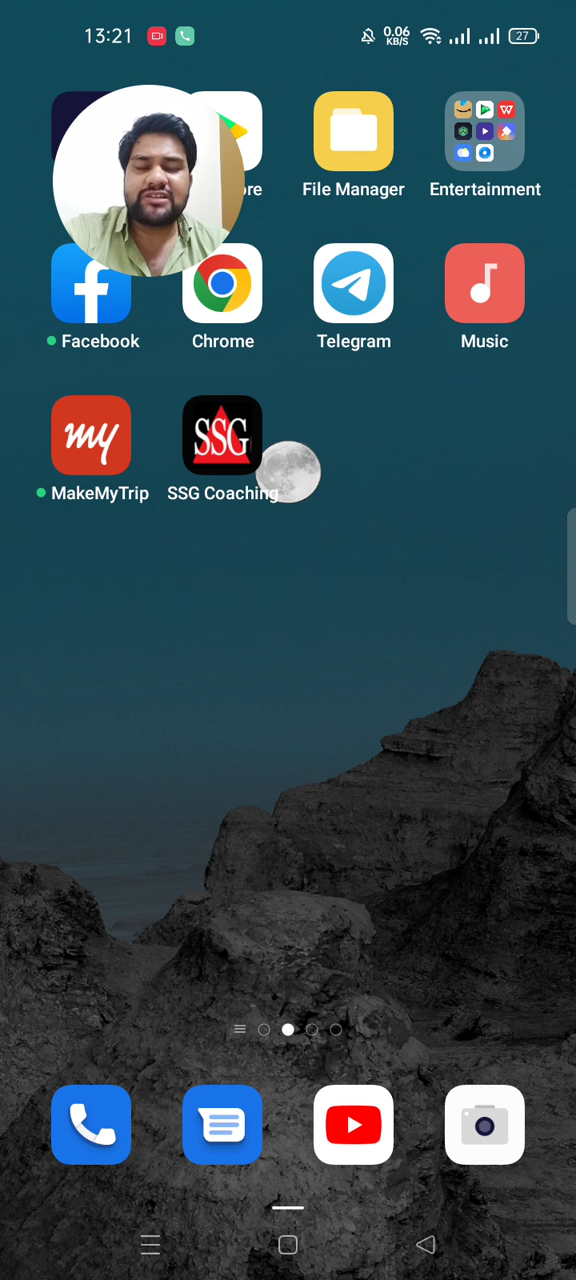 13:21
0.06
KB/S
27
ore
File Manager
Entertainment
Facebook
Chrome
Telegram
Music
my
SSG
MakeMyTrip
SSG Coaching